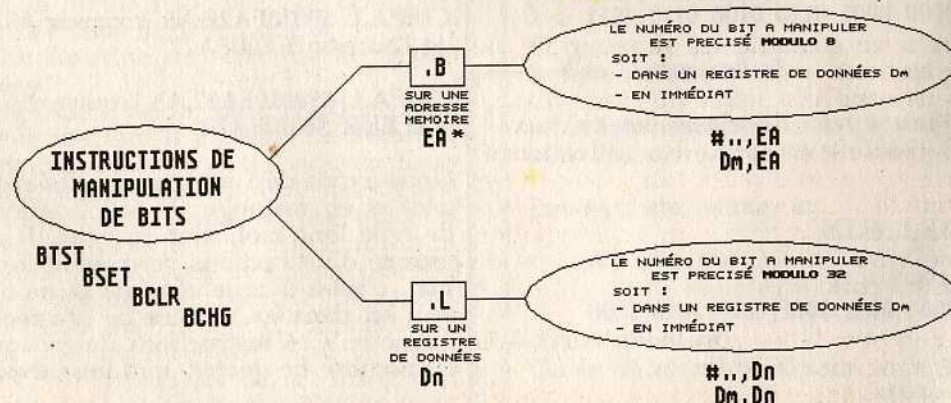 INSTRUCTIONS DE
MANIPULATION
DE BITS
BTST
BSET
BCLR
BCHG
.B
SUR UNE
ADRESSE
MEMOIRE
EA *
LE NUMÉRO DU BIT A MANIPULER
EST PRECISÉ MODULO 8
SOIT :
- DANS UN REGISTRE DE DONNÉES Dm
- EN IMMÉDIAT
#..,EA
Dm,EA
.L
SUR UN
REGISTRE
DE DONNÉES
Dn
LE NUMÉRO DU BIT A MANIPULER
EST PRECISÉ MODULO 32
SOIT :
- DANS UN REGISTRE DE DONNÉES Dm
- EN IMMÉDIAT
#..,Dn
Dm,Dn